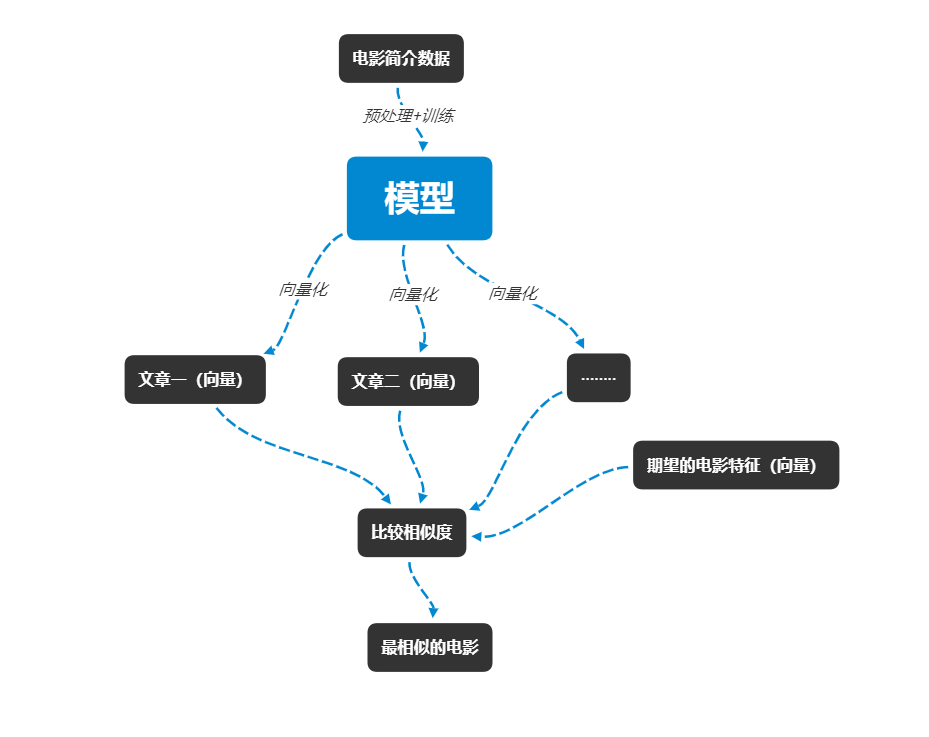 电影简介数据
预处理+训练
模型
向量化
向量化
向量化
文章一（向量）
文章二（向量）
........
期望的电影特征（向量）
比较相似度
最相似的电影